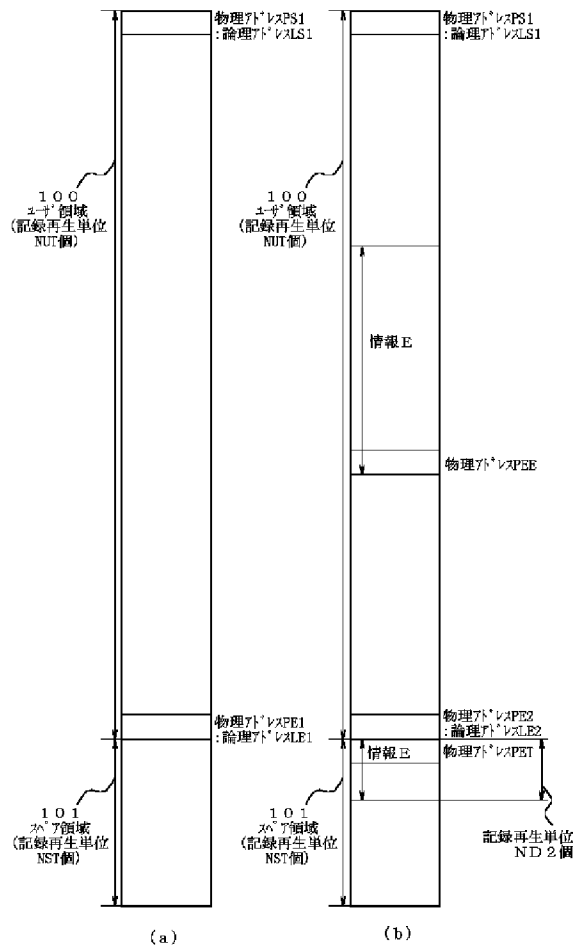 物理アドレスPS1
:論理アドレスLS1
100
ユーザ領域
(記録再生単位
NUT個)
物理アドレスPE1
:論理アドレスLE1
101
スペア領域
(記録再生単位
NST個)
(a)
物理アドレスPS1
:論理アドレスLS1
100
ユーザ領域
(記録再生単位
NUT個)
情報E
物理アドレスPEE
物理アドレスPE2
:論理アドレスLE2
情報E
物理アドレスPET
101
スペア領域
(記録再生単位
NST個)
記録再生単位
ND2個
(b)